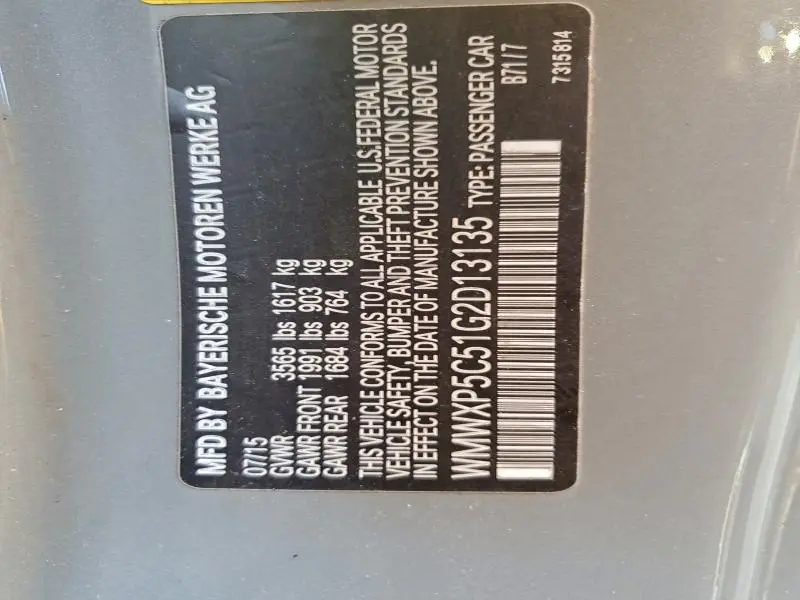 MFD BY BAYERISCHE MOTOREN WERKE AG
07/15
GVWR 3565 lbs 1617 kg
GAWR FRONT 1991 lbs 903 kg
GAWR REAR 1684 lbs 764 kg
THIS VEHICLE CONFORMS TO ALL APPLICABLE U.S.FEDERAL MOTOR
VEHICLE SAFETY, BUMPER AND THEFT PREVENTION STANDARDS
IN EFFECT ON THE DATE OF MANUFACTURE SHOWN ABOVE.
WMWXP5C51G2D13135 TYPE: PASSENGER CAR
B71/7
7315814